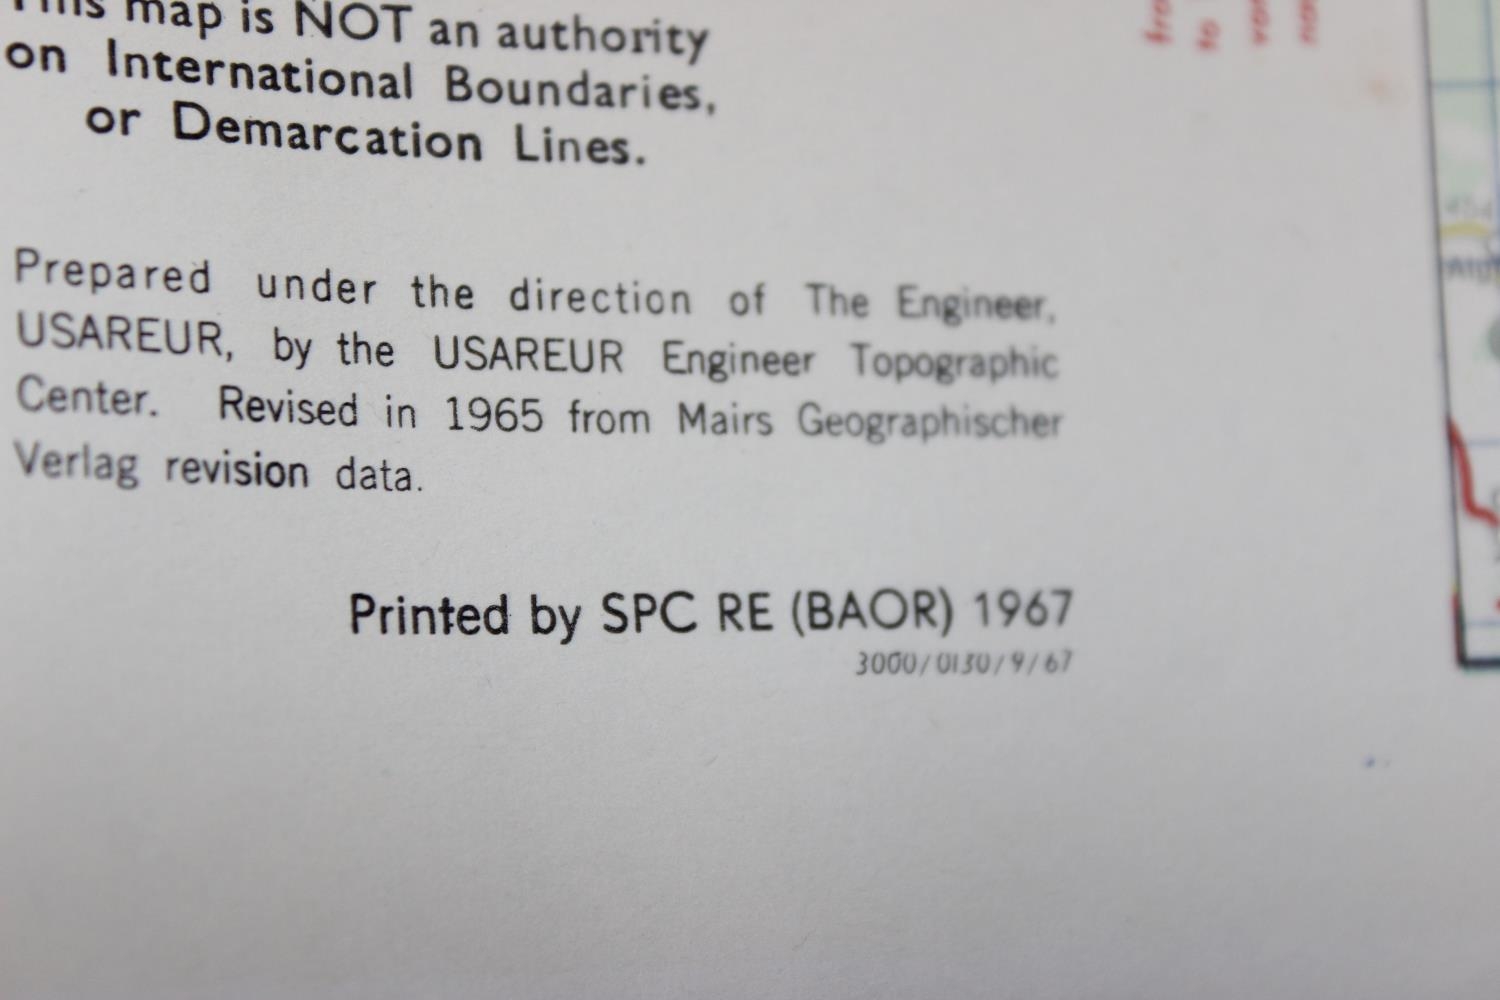 This map is NOT an authority
on International Boundaries,
or Demarcation Lines.
Prepared under the direction of The Engineer,
USAREUR, by the USAREUR Engineer Topographic
Center. Revised in 1965 from Mairs Geographischer
Verlag revision data.
Printed by SPC RE (BAOR) 1967
3000/0130/9/67
to